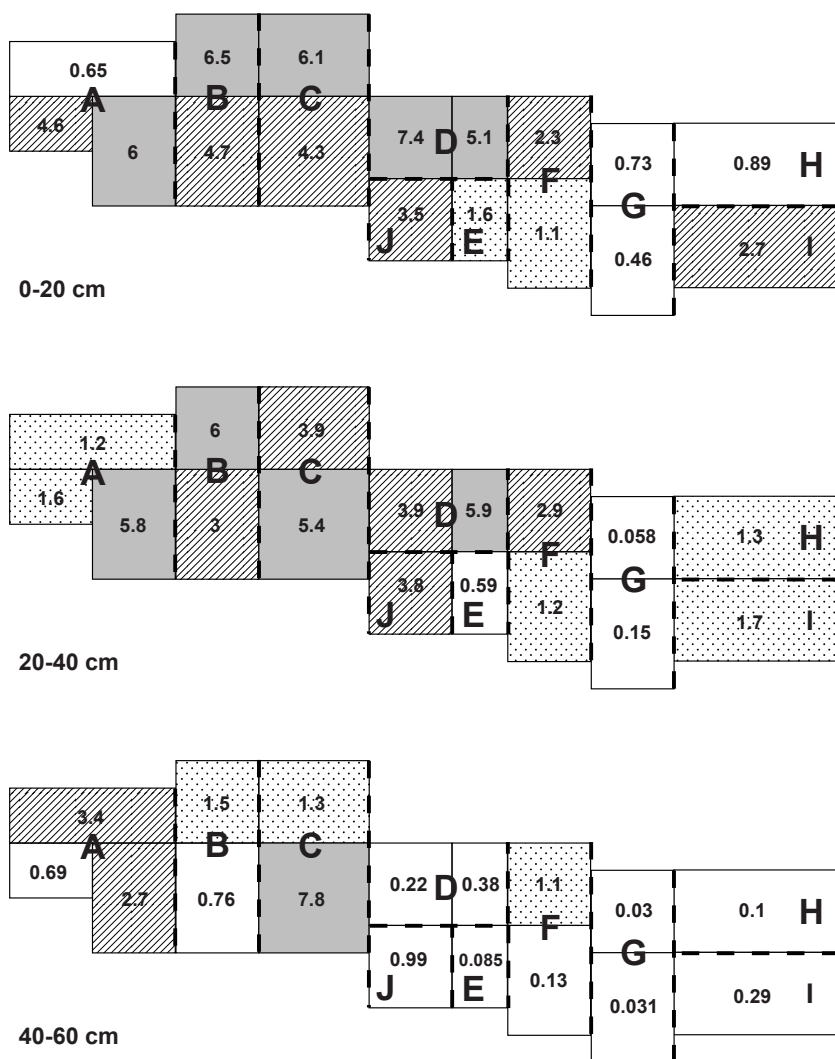 6.5 6.1
0.65
A B C
4.6 6 4.7 4.3
7.4 D 5.1 2.3
0.73 0.89 H
F
3.5 1.6 G
J E 1.1
0.46 2.7 I
0-20 cm
6 3.9
1.2
A B C
1.6 5.8 3 5.4
3.9 D 5.9 2.9
0.058 1.3 H
F
3.8 0.59 G
J E 1.2
0.15 1.7 I
20-40 cm
1.5 1.3
3.4
A B C
0.69 2.7 0.76 7.8
0.22 D 0.38 1.1
0.03 0.1 H
F
0.99 0.085 G
J E 0.13
0.031 0.29 I
40-60 cm